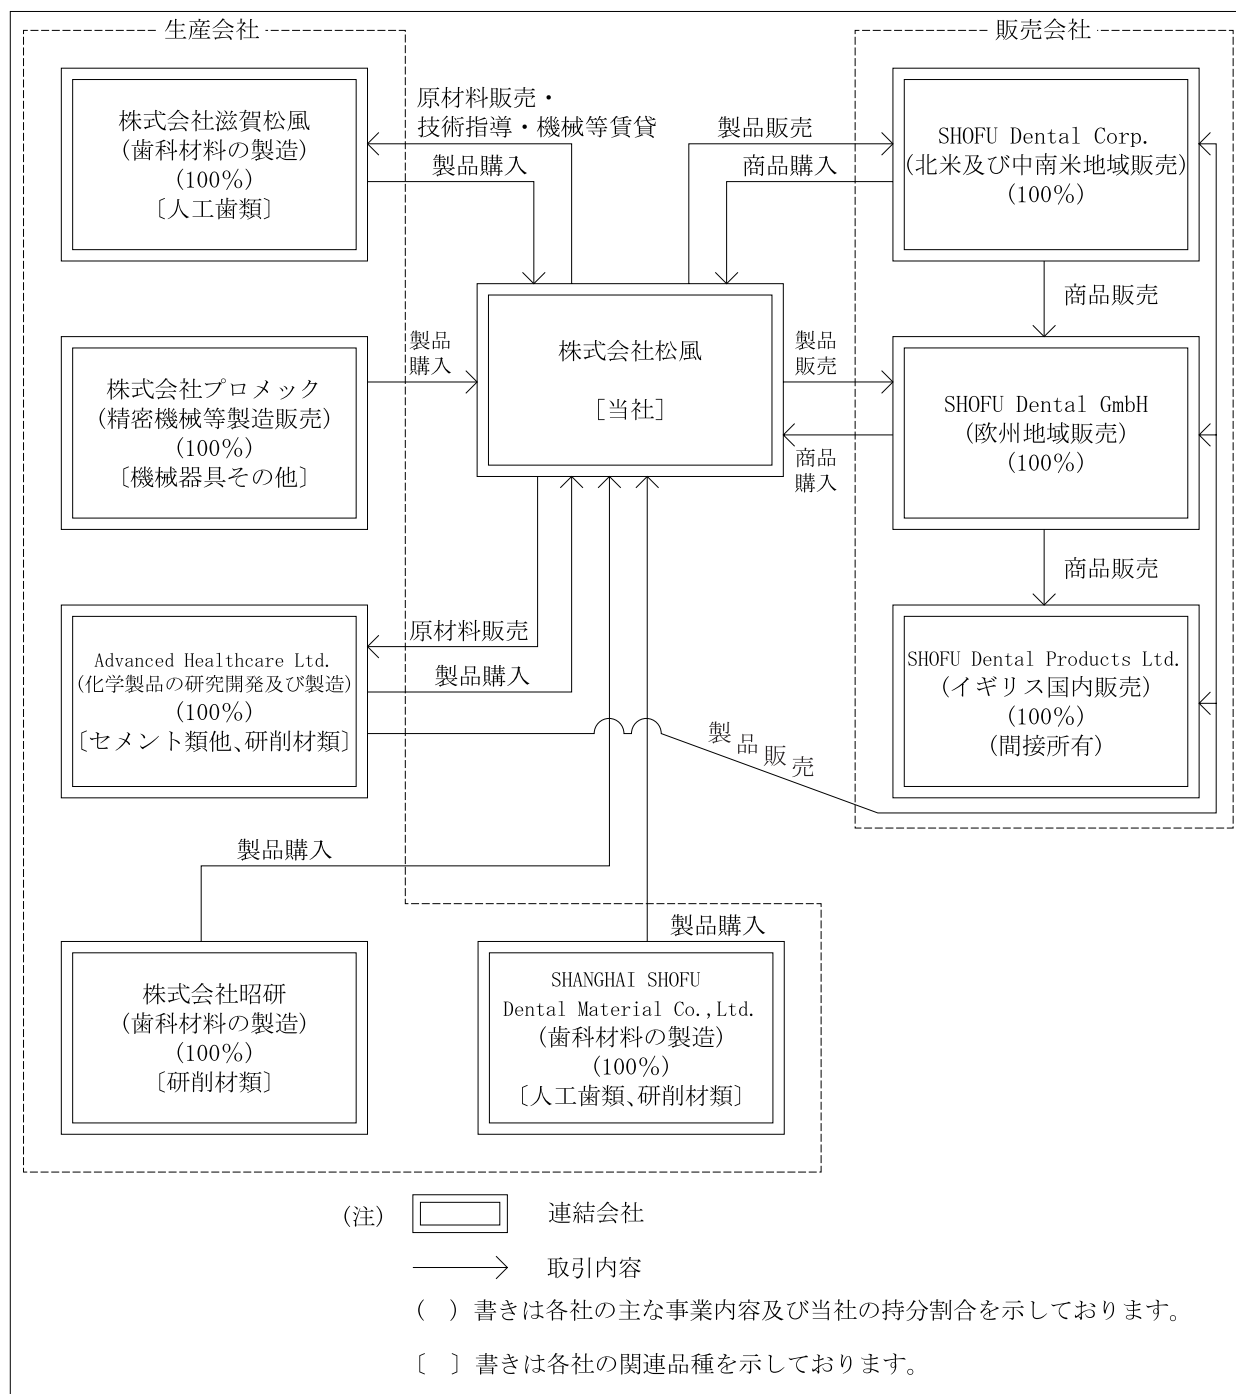 生産会社
販売会社
株式会社滋賀松風
(歯科材料の製造)
(100%)
〔人工歯類〕
原材料販売・
技術指導・機械等賃貸
製品購入
製品販売
商品購入
SHOFU Dental Corp.
(北米及び中南米地域販売)
(100%)
商品販売
株式会社プロメック
(精密機械等製造販売)
(100%)
〔機械器具その他〕
製品
購入
株式会社松風
[当社]
製品
販売
商品
購入
SHOFU Dental GmbH
(欧州地域販売)
(100%)
商品販売
Advanced Healthcare Ltd.
(化学製品の研究開発及び製造)
(100%)
〔セメント類他、研削材類〕
原材料販売
製品購入
製品販売
SHOFU Dental Products Ltd.
(イギリス国内販売)
(100%)
(間接所有)
製品購入
株式会社昭研
(歯科材料の製造)
(100%)
〔研削材類〕
製品購入
SHANGHAI SHOFU
Dental Material Co.,Ltd.
(歯科材料の製造)
(100%)
〔人工歯類、研削材類〕
(注)
連結会社
取引内容
(　) 書きは各社の主な事業内容及び当社の持分割合を示しております。
〔　〕書きは各社の関連品種を示しております。